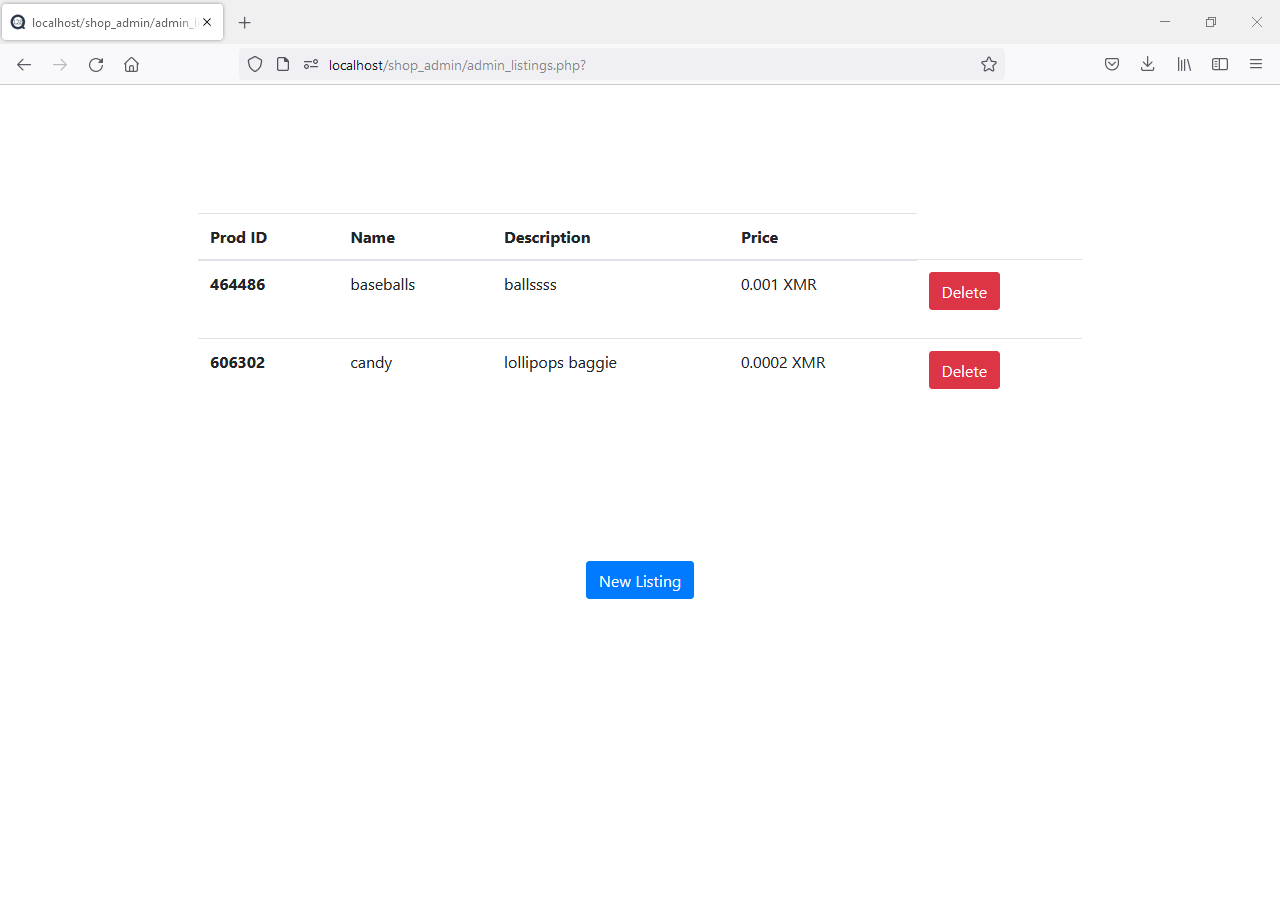 localhost/shop_admin/admin_l
localhost/shop_admin/admin_listings.php?
Prod ID Name Description Price
464486 baseballs ballssss 0.001 XMR Delete
606302 candy lollipops baggie 0.0002 XMR Delete
New Listing